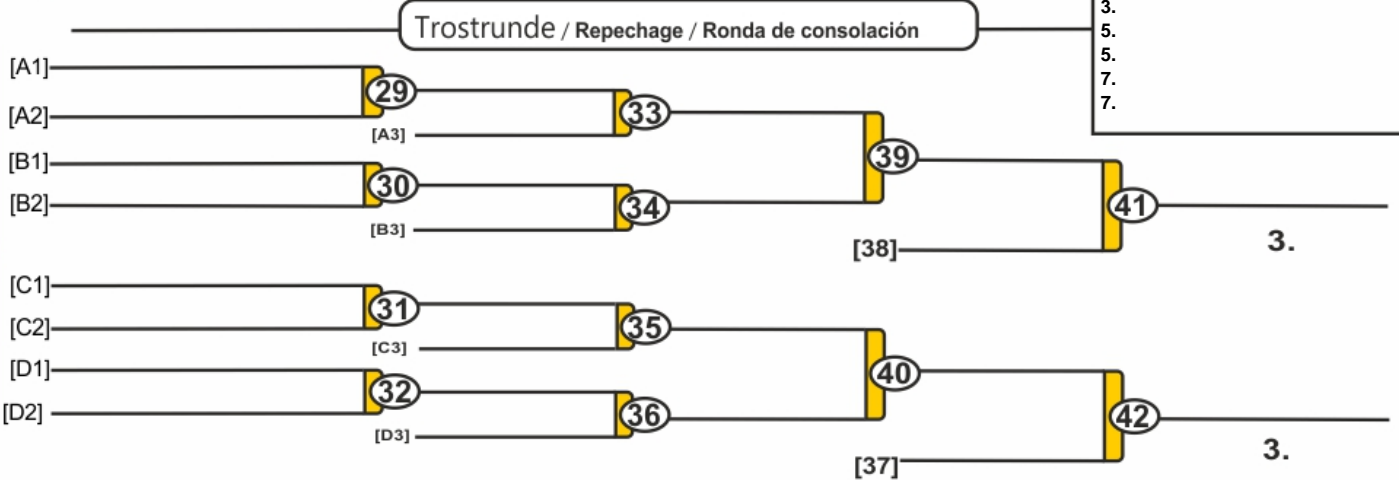 3.
Trostrunde / Repechage / Ronda de consolación
5.
5.
7.
7.
[A1]
29
[A2]
33
[A3]
[B1]
39
30
[B2]
34
41
[B3]
3.
[38]
[C1]
31
[C2]
35
[C3]
[D1]
40
32
[D2]
36
42
[D3]
3.
[37]